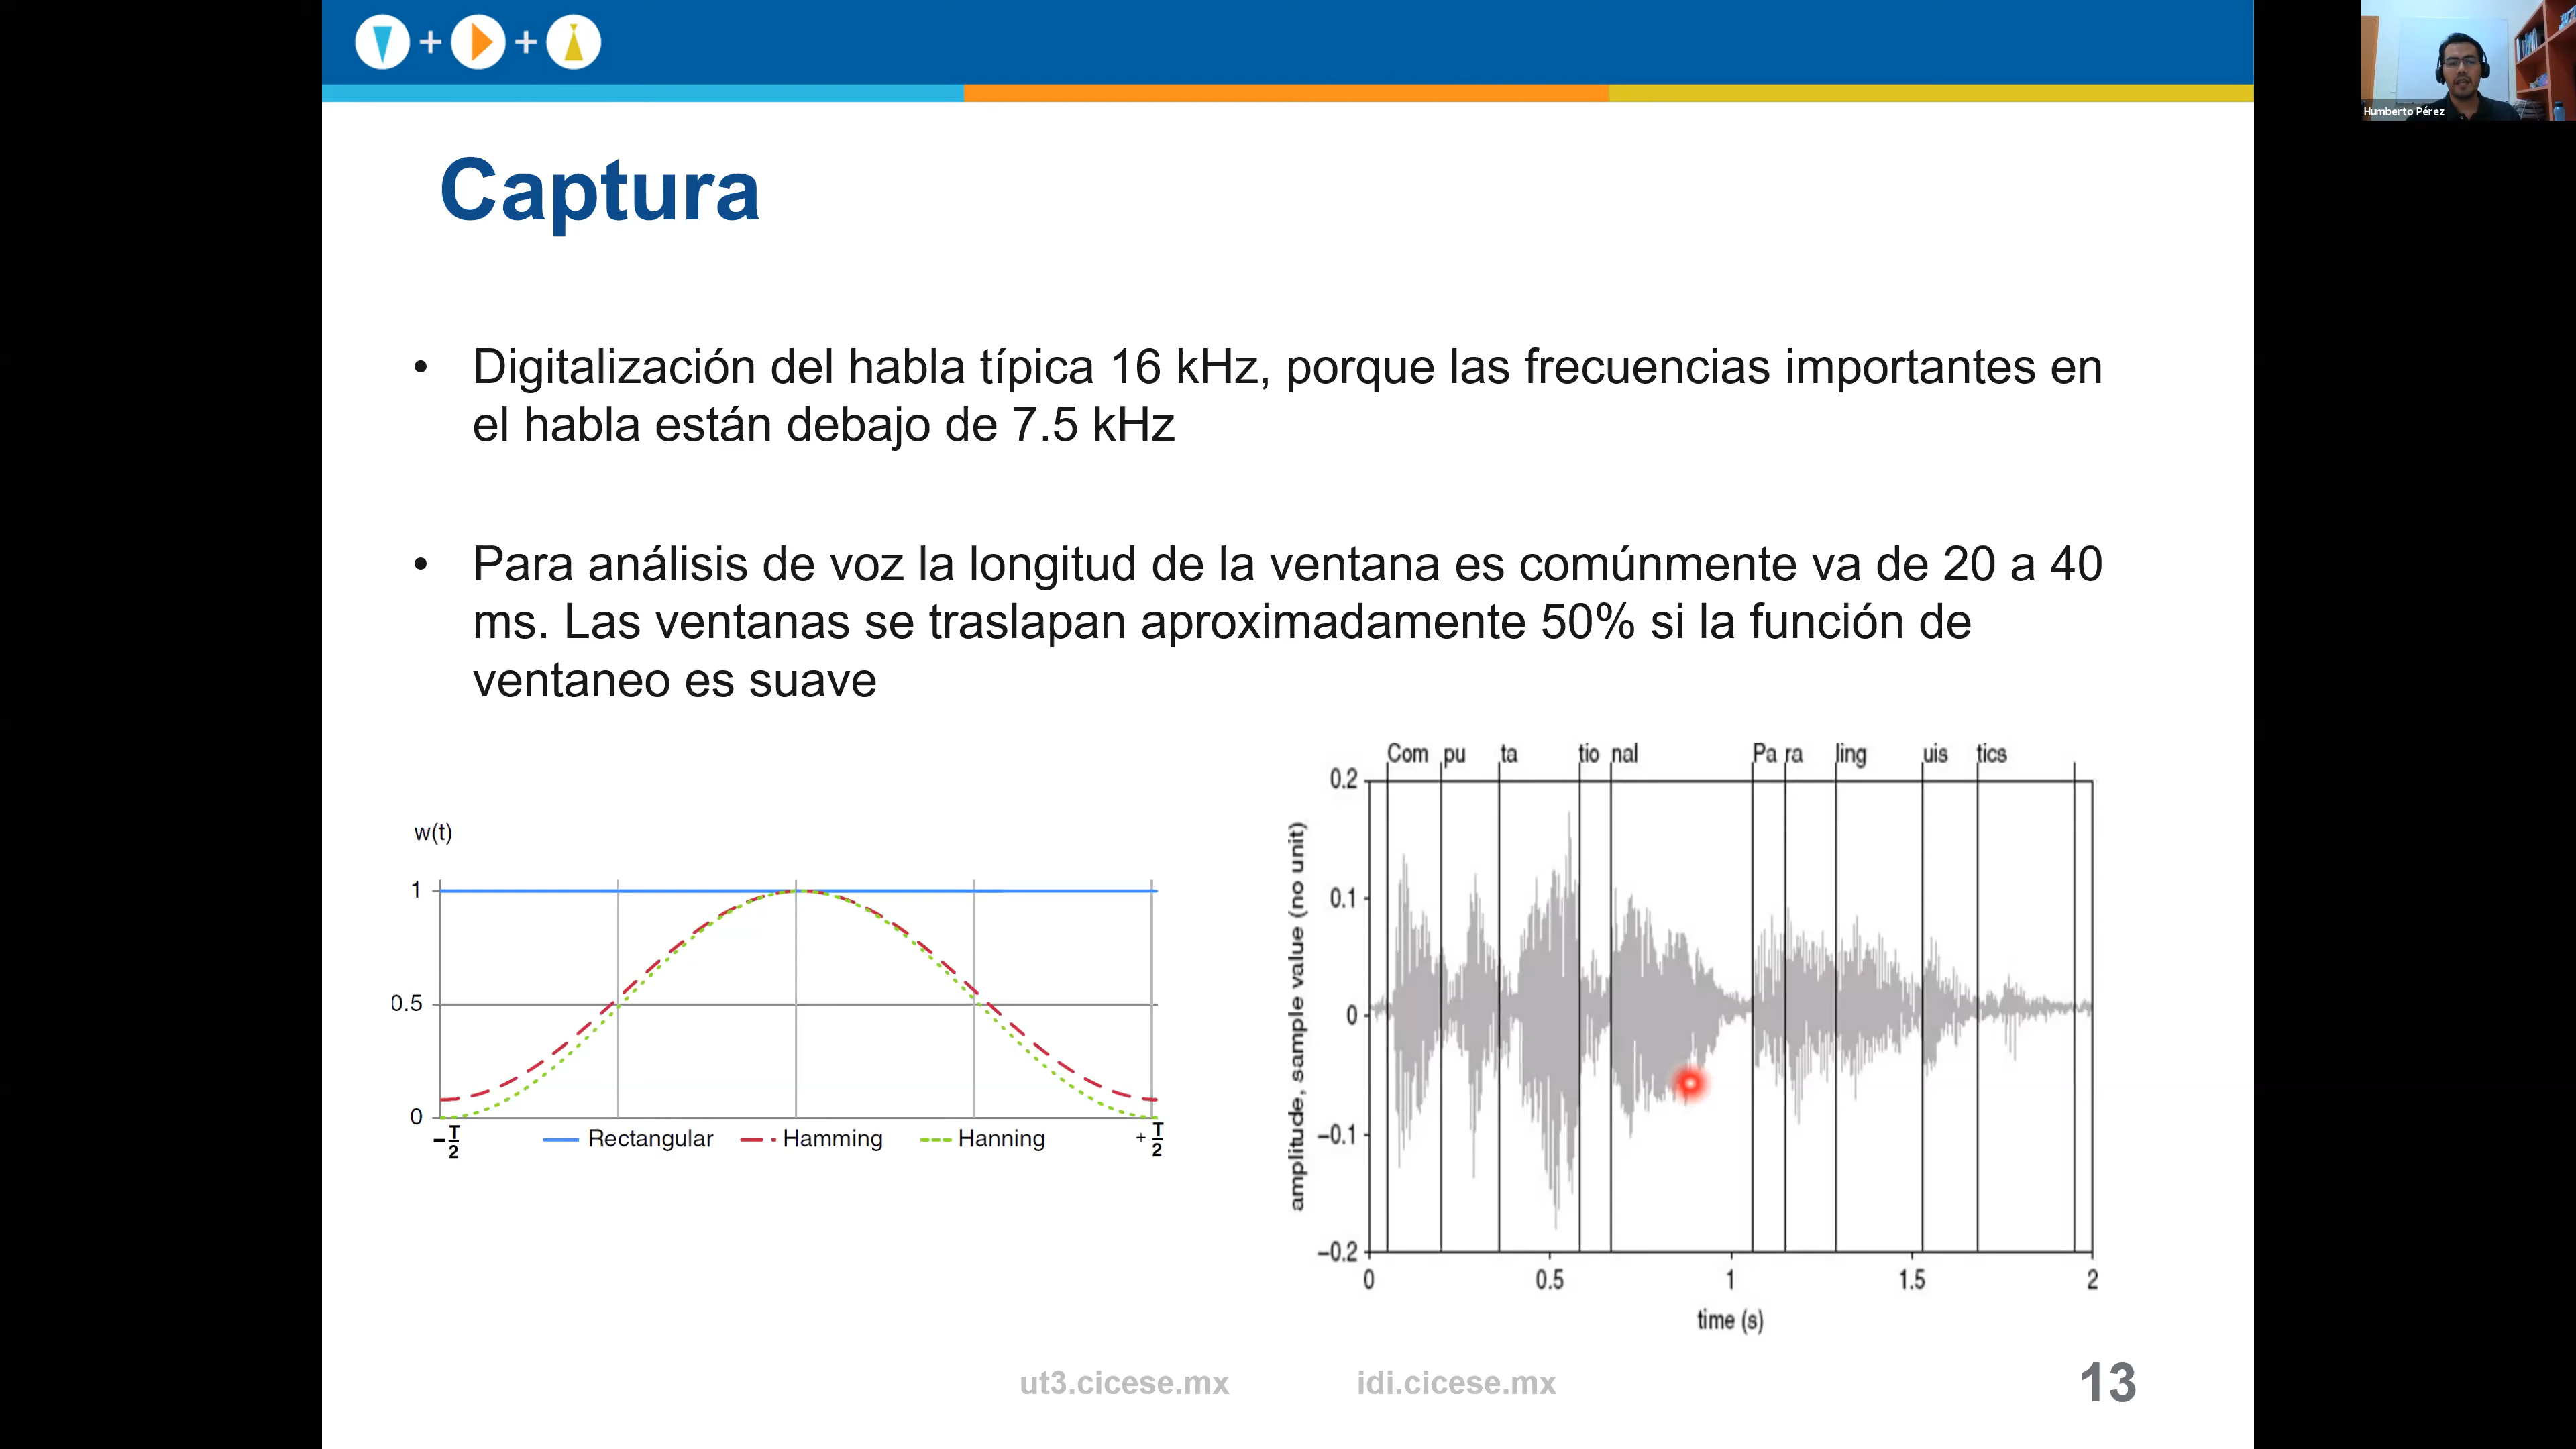 Humberto Pérez
Captura
• Digitalización del habla típica 16 kHz, porque las frecuencias importantes en
el habla están debajo de 7.5 kHz
• Para análisis de voz la longitud de la ventana es comúnmente va de 20 a 40
ms. Las ventanas se traslapan aproximadamente 50% si la función de
ventaneo es suave
w(t)
1
0.5
0
−T/2
+T/2
Rectangular Hamming Hanning
Com pu ta tio nal Pa ra ling uis tics
amplitude, sample value (no unit)
0.2
0.1
0
−0.1
−0.2
0 0.5 1 1.5 2
time (s)
ut3.cicese.mx idi.cicese.mx
13